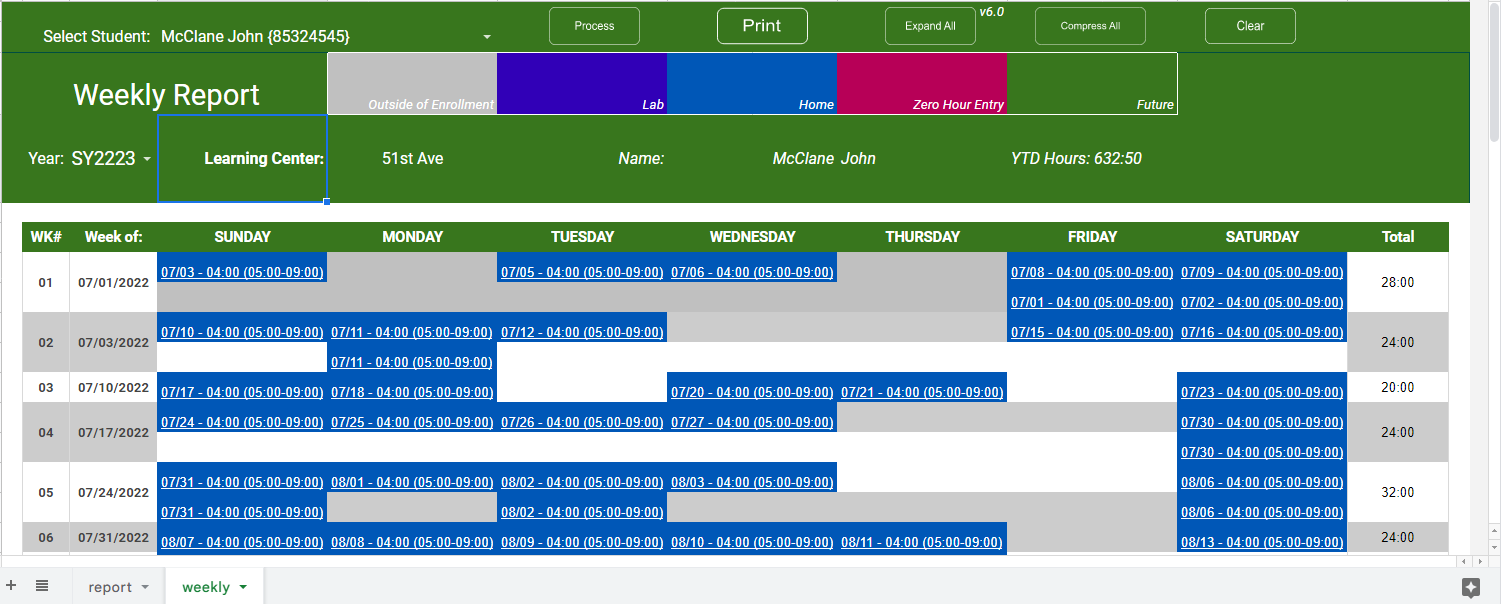 Select Student: McClane John {85324545} Process Print Expand All v6.0 Compress All Clear
Weekly Report Outside of Enrollment Lab Home Zero Hour Entry Future
Year: SY2223 Learning Center: 51st Ave Name: McClane John YTD Hours: 632:50
WK# Week of: SUNDAY MONDAY TUESDAY WEDNESDAY THURSDAY FRIDAY SATURDAY Total
01 07/01/2022 07/03 - 04:00 (05:00-09:00) 07/05 - 04:00 (05:00-09:00) 07/06 - 04:00 (05:00-09:00) 07/08 - 04:00 (05:00-09:00) 07/09 - 04:00 (05:00-09:00) 28:00
07/01 - 04:00 (05:00-09:00) 07/02 - 04:00 (05:00-09:00)
02 07/03/2022 07/10 - 04:00 (05:00-09:00) 07/11 - 04:00 (05:00-09:00) 07/12 - 04:00 (05:00-09:00) 07/15 - 04:00 (05:00-09:00) 07/16 - 04:00 (05:00-09:00) 24:00
07/11 - 04:00 (05:00-09:00)
03 07/10/2022 07/17 - 04:00 (05:00-09:00) 07/18 - 04:00 (05:00-09:00) 07/20 - 04:00 (05:00-09:00) 07/21 - 04:00 (05:00-09:00) 07/23 - 04:00 (05:00-09:00) 20:00
04 07/17/2022 07/24 - 04:00 (05:00-09:00) 07/25 - 04:00 (05:00-09:00) 07/26 - 04:00 (05:00-09:00) 07/27 - 04:00 (05:00-09:00) 07/30 - 04:00 (05:00-09:00) 24:00
07/30 - 04:00 (05:00-09:00)
05 07/24/2022 07/31 - 04:00 (05:00-09:00) 08/01 - 04:00 (05:00-09:00) 08/02 - 04:00 (05:00-09:00) 08/03 - 04:00 (05:00-09:00) 08/06 - 04:00 (05:00-09:00) 32:00
07/31 - 04:00 (05:00-09:00) 08/02 - 04:00 (05:00-09:00) 08/06 - 04:00 (05:00-09:00)
06 07/31/2022 08/07 - 04:00 (05:00-09:00) 08/08 - 04:00 (05:00-09:00) 08/09 - 04:00 (05:00-09:00) 08/10 - 04:00 (05:00-09:00) 08/11 - 04:00 (05:00-09:00) 08/13 - 04:00 (05:00-09:00) 24:00
report weekly